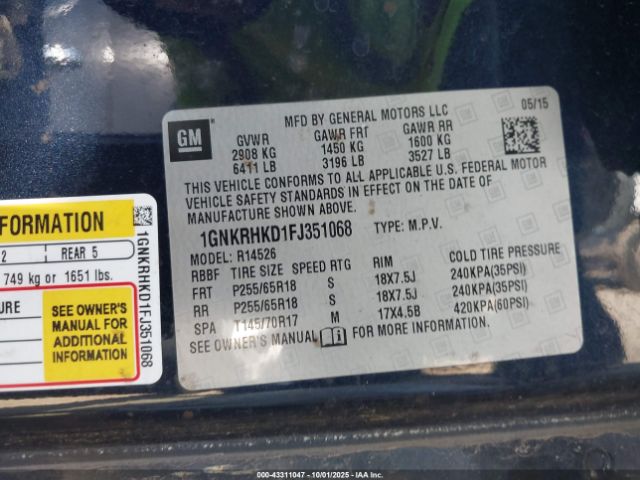 GM
MFD BY GENERAL MOTORS LLC
05/15
GVWR GAWR FRT GAWR RR
2908 KG 1450 KG 1600 KG
6411 LB 3196 LB 3527 LB
THIS VEHICLE CONFORMS TO ALL APPLICABLE U.S. FEDERAL MOTOR
VEHICLE SAFETY STANDARDS IN EFFECT ON THE DATE OF
MANUFACTURE SHOWN ABOVE.
1GNKRHKD1FJ351068 TYPE: M.P.V.
MODEL: R14526
RBBF TIRE SIZE SPEED RTG RIM COLD TIRE PRESSURE
FRT P255/65R18 S 18X7.5J 240KPA(35PSI)
RR P255/65R18 S 18X7.5J 240KPA(35PSI)
SPA T145/70R17 M 17X4.5B 420KPA(60PSI)
SEE OWNER'S MANUAL FOR MORE INFORMATION.
FORMATION
2 REAR 5
749 kg or 1651 lbs.
URE
SEE OWNER'S
MANUAL FOR
ADDITIONAL
INFORMATION
1GNKRHKD1FJ351068
000-43311047 - 10/01/2025 - COPYRIGHT IAA, LLC.